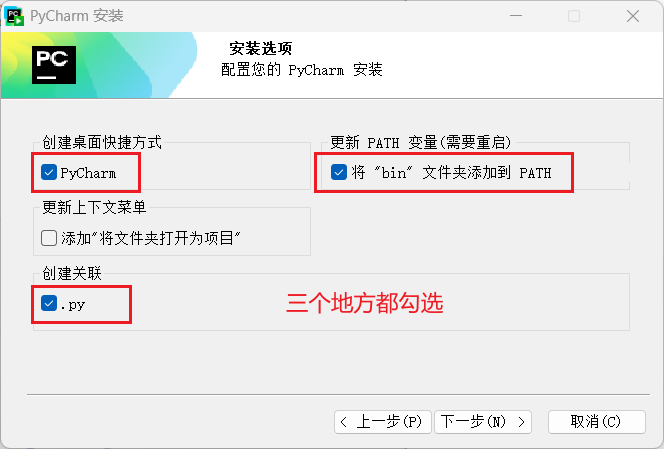 PyCharm 安装
PC
安装选项
配置您的 PyCharm 安装
创建桌面快捷方式
PyCharm
更新 PATH 变量(需要重启)
将 "bin" 文件夹添加到 PATH
更新上下文菜单
添加"将文件夹打开为项目"
创建关联
.py
三个地方都勾选
< 上一步(P)
下一步(N) >
取消(C)